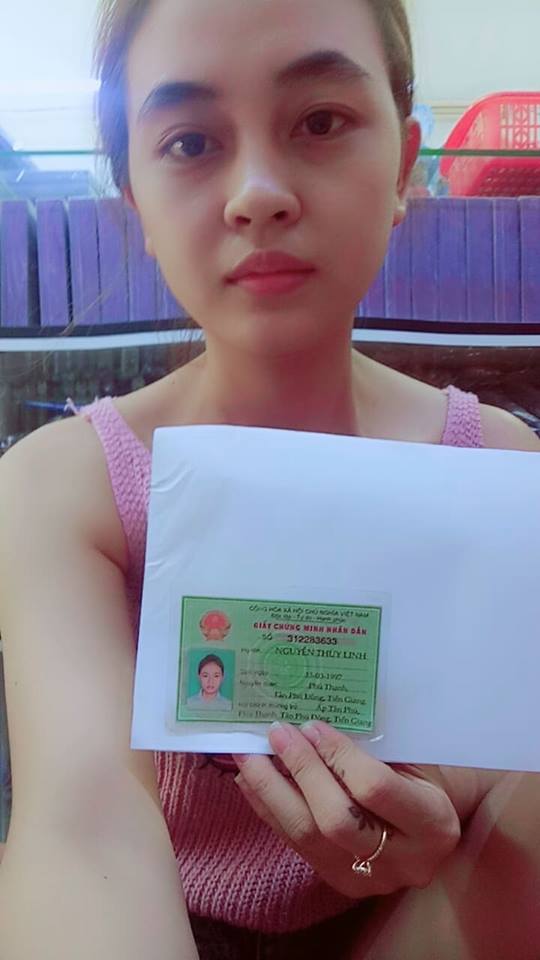 CỘNG HÒA XÃ HỘI CHỦ NGHĨA VIỆT NAM
Độc lập - Tự do - Hạnh phúc
GIẤY CHỨNG MINH NHÂN DÂN
SỐ 312283633
Họ tên NGUYỄN THÙY LINH
Sinh ngày 13-03-1997
Nguyên quán Phú Thạnh,
Tân Phú Đông, Tiền Giang
Nơi ĐKHK thường trú Ấp Tân Phú,
Phú Thạnh, Tân Phú Đông, Tiền Giang